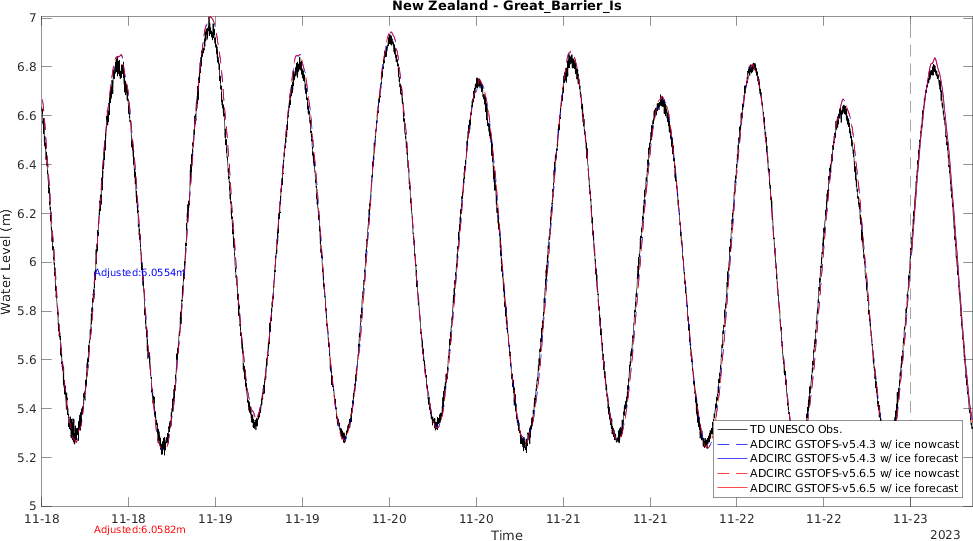 New Zealand - Great_Barrier_Is
Water Level (m)
7
6.8
6.6
6.4
6.2
6
5.8
5.6
5.4
5.2
5
Adjusted:6.0554m
TD UNESCO Obs.
ADCIRC GSTOFS-v5.4.3 w/ ice nowcast
ADCIRC GSTOFS-v5.4.3 w/ ice forecast
ADCIRC GSTOFS-v5.6.5 w/ ice nowcast
ADCIRC GSTOFS-v5.6.5 w/ ice forecast
11-18 11-18 11-19 11-19 11-20 11-20 11-21 11-21 11-22 11-22 11-23
Adjusted:6.0582m
Time
2023